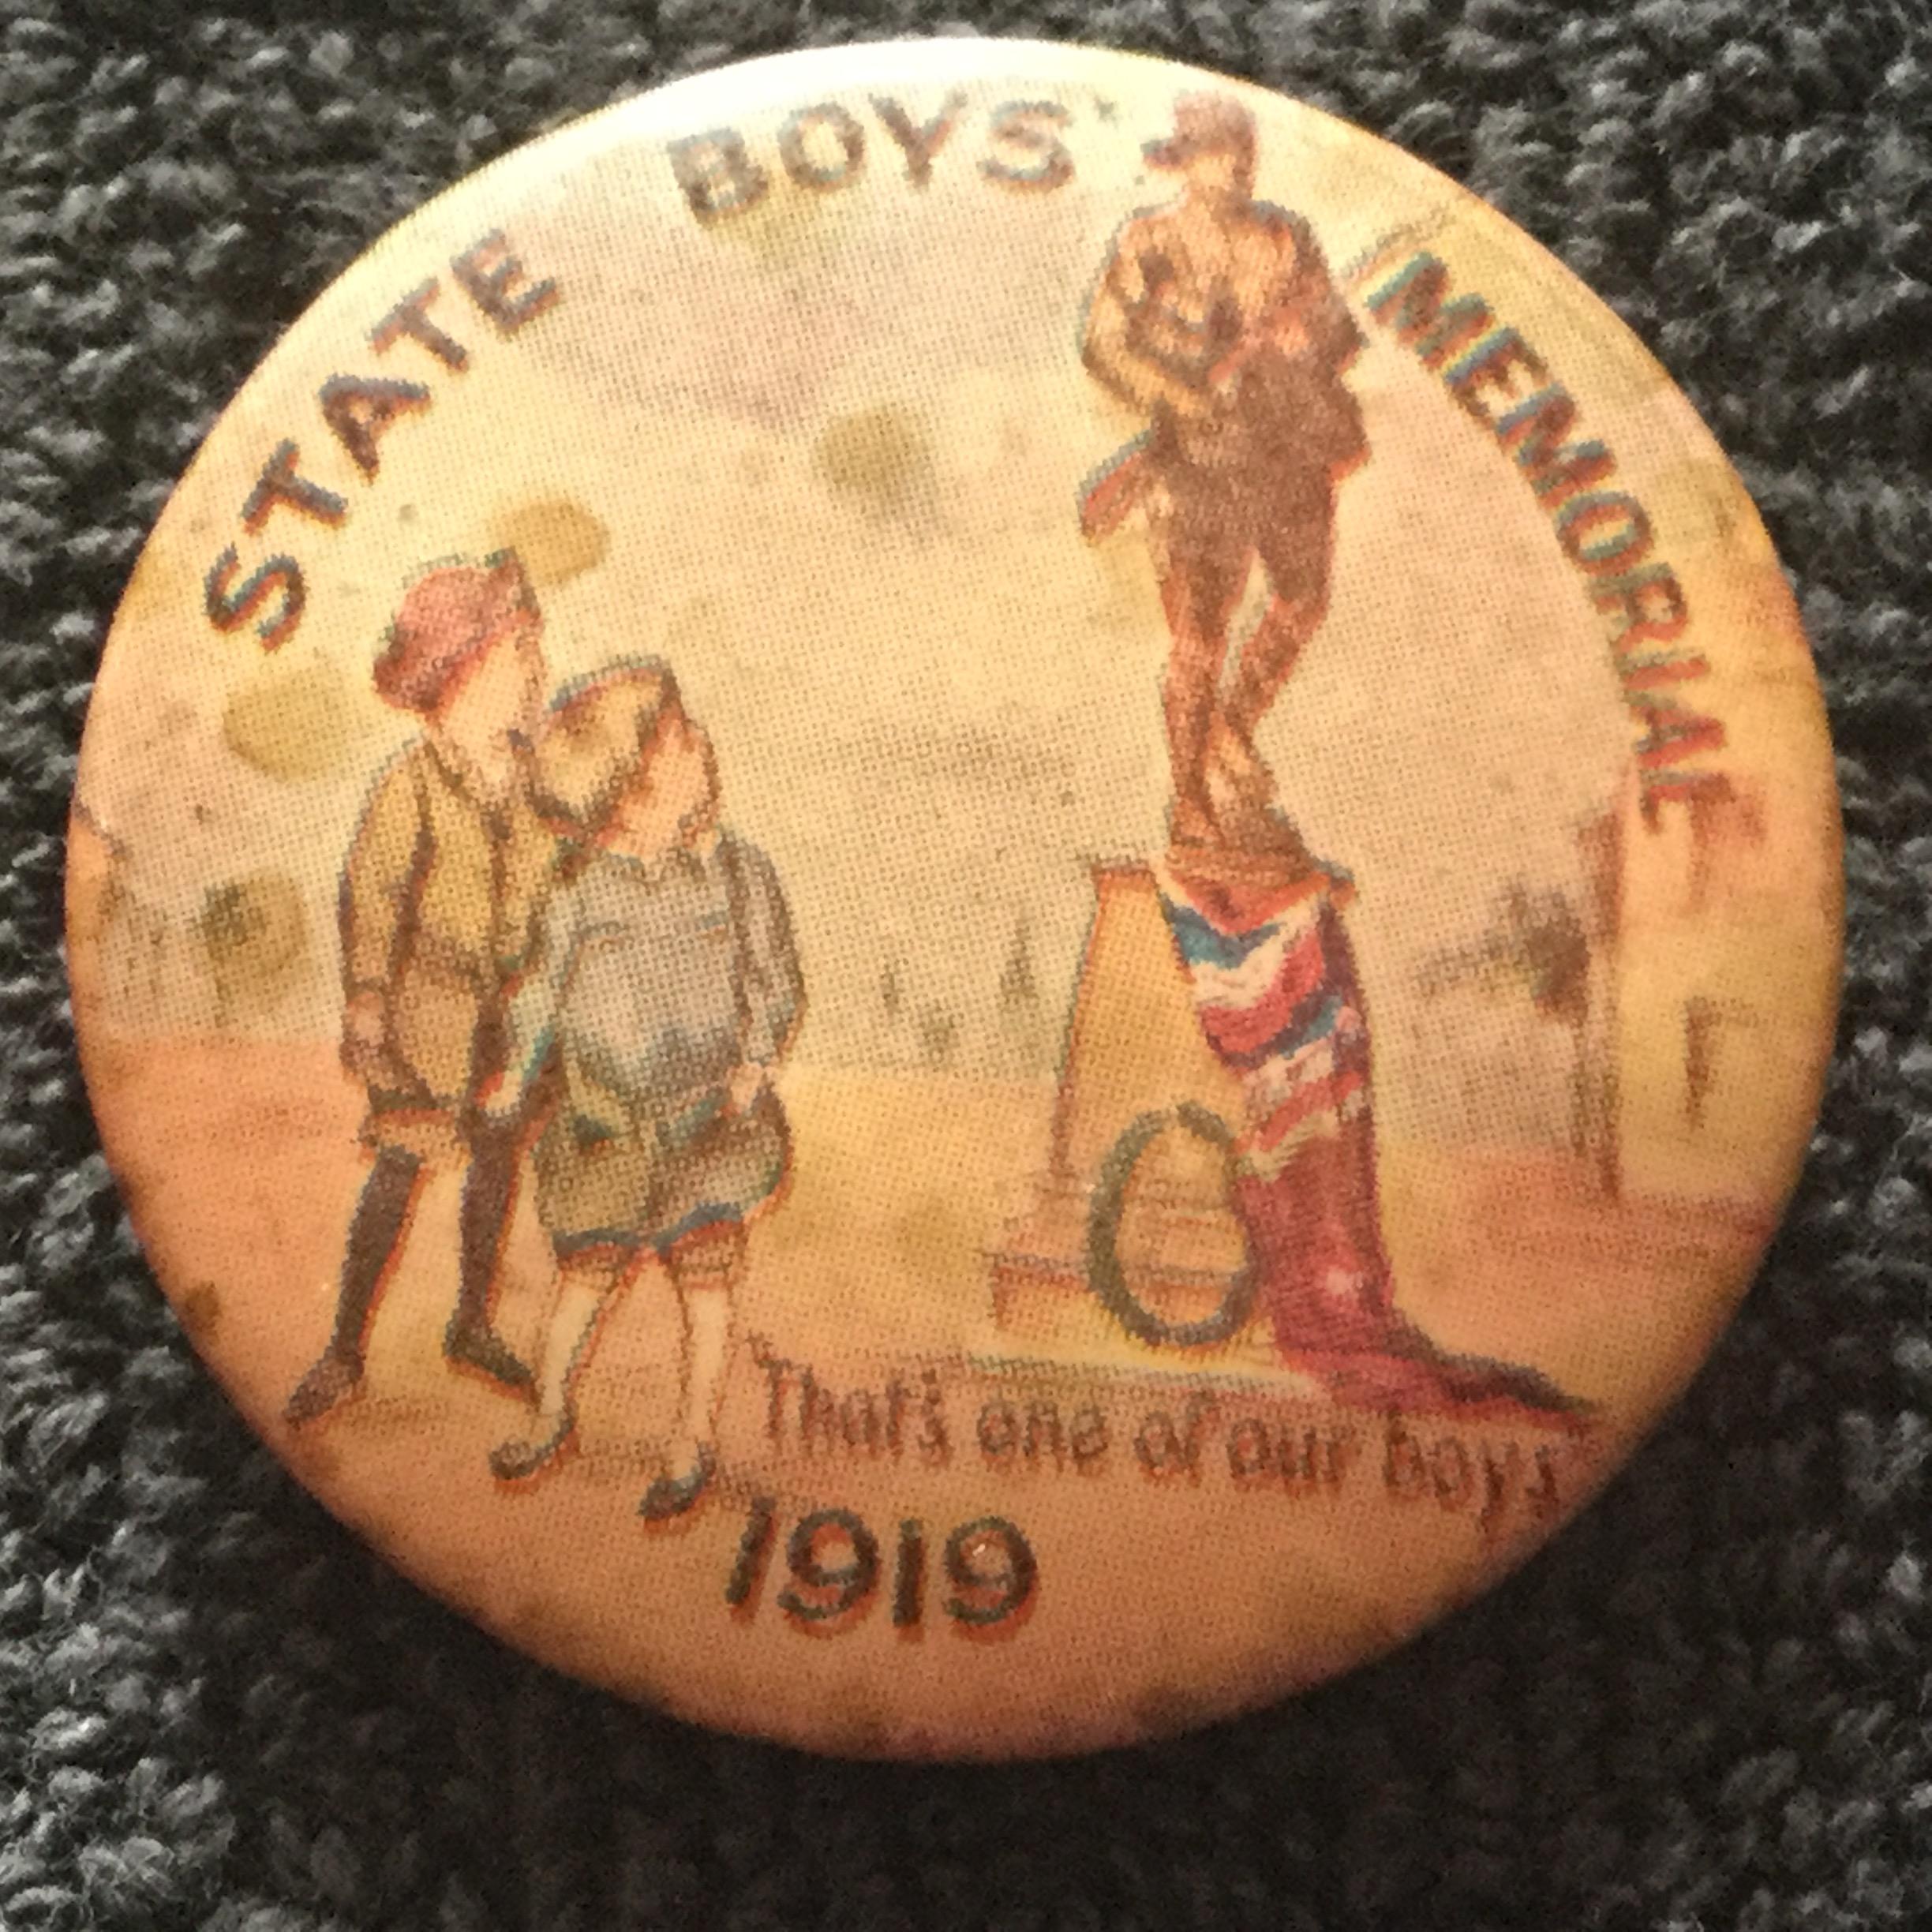 STATE BOYS' MEMORIAL
"That's one of our boys"
1919